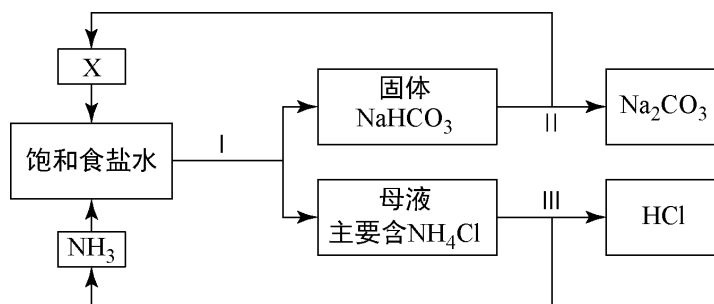 X
饱和食盐水
NH₃
I
固体
NaHCO₃
II
Na₂CO₃
母液
主要含NH₄Cl
III
HCl